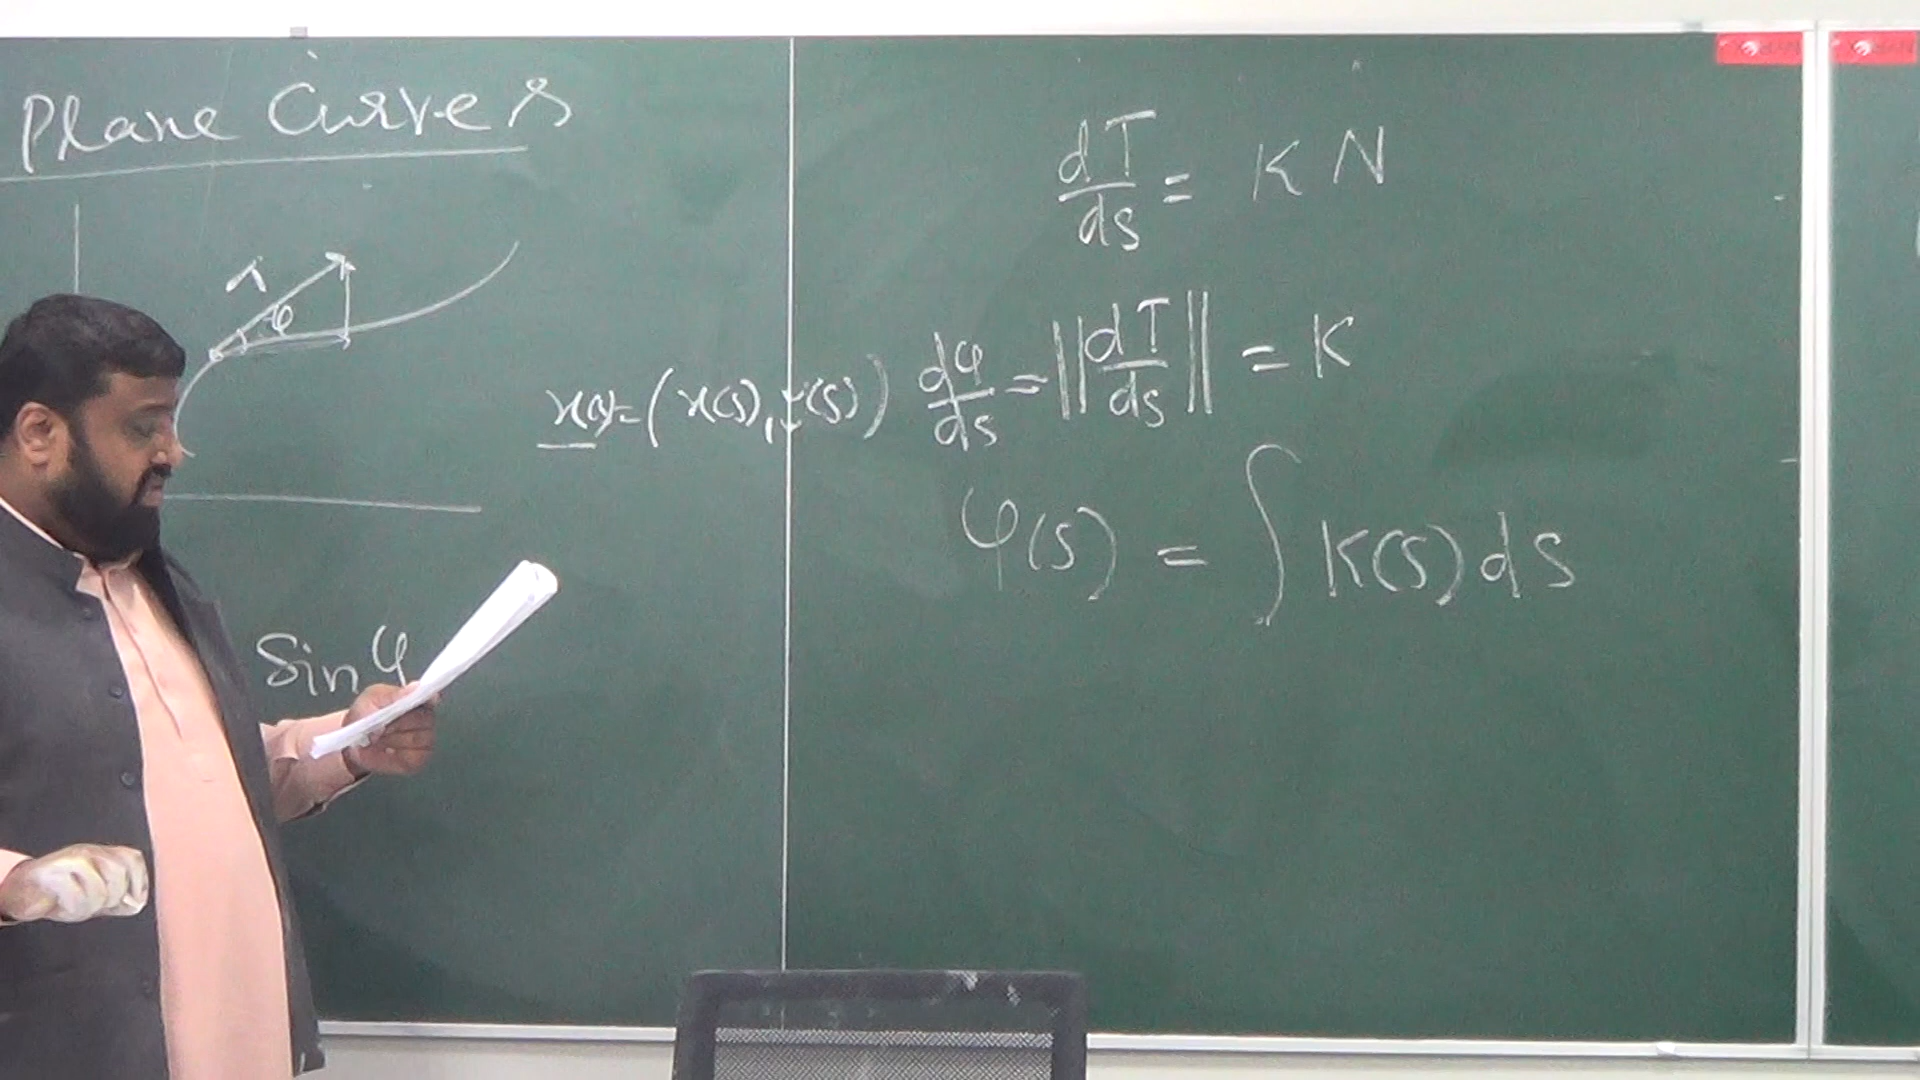 Plane Curves
φ
x(s)=(x(s), y(s))
Sin φ
dT/ds = K N
dφ/ds = ||dT/ds|| = K
φ(s) = ∫ K(s) ds